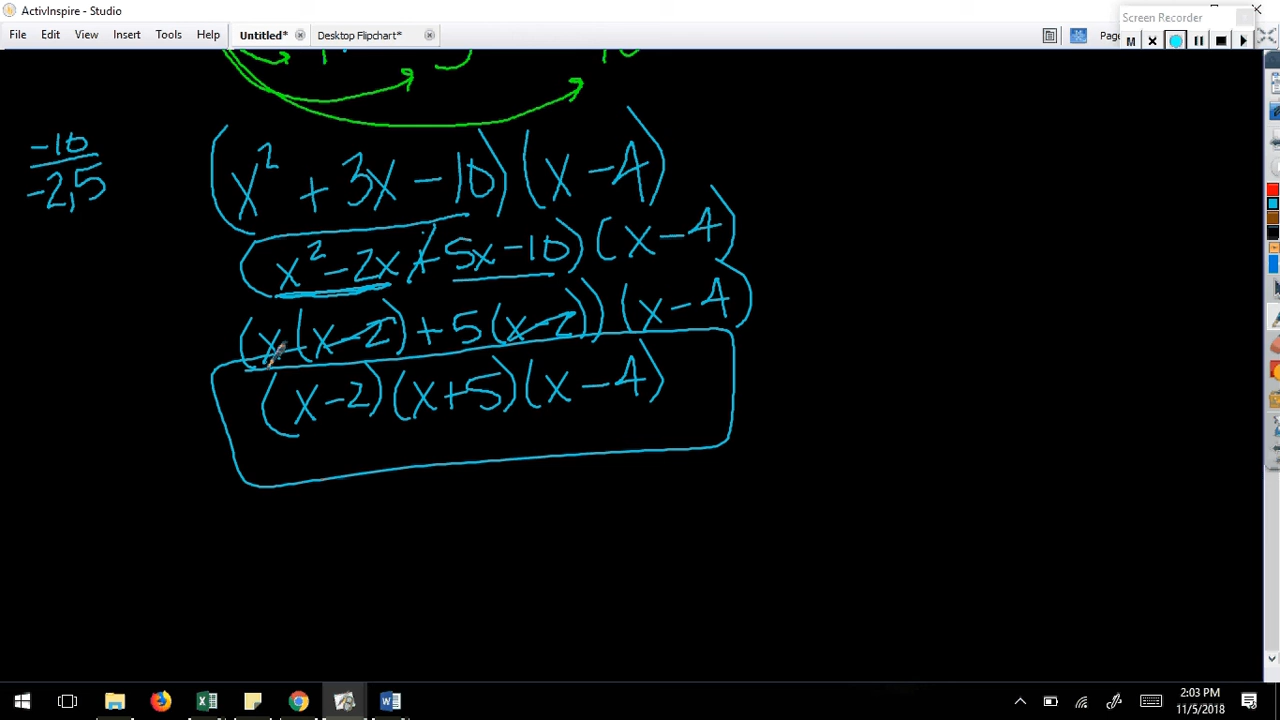 ActivInspire - Studio
Screen Recorder
File Edit View Insert Tools Help Untitled* Desktop Flipchart* Page
M
-10
-2,5
(x² + 3x - 10)(x - 4)
(x² - 2x + 5x - 10)(x - 4)
(x(x - 2) + 5(x - 2))(x - 4)
(x - 2)(x + 5)(x - 4)
2:03 PM
11/5/2018